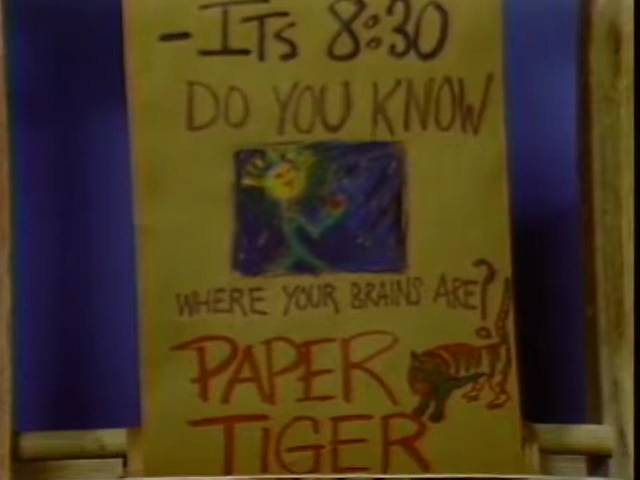 - ITS 8:30
DO YOU KNOW
WHERE YOUR BRAINS ARE?
PAPER
TIGER